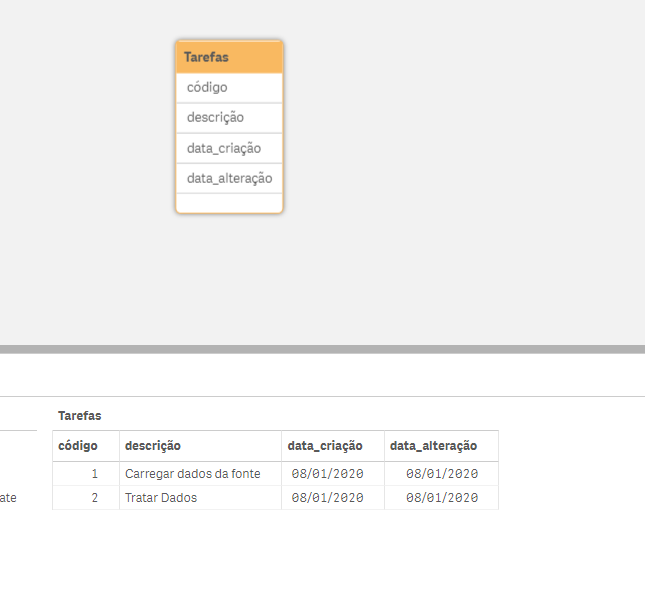 Tarefas
código
descrição
data_criação
data_alteração
Tarefas
código descrição data_criação data_alteração
1 Carregar dados da fonte 08/01/2020 08/01/2020
ate 2 Tratar Dados 08/01/2020 08/01/2020